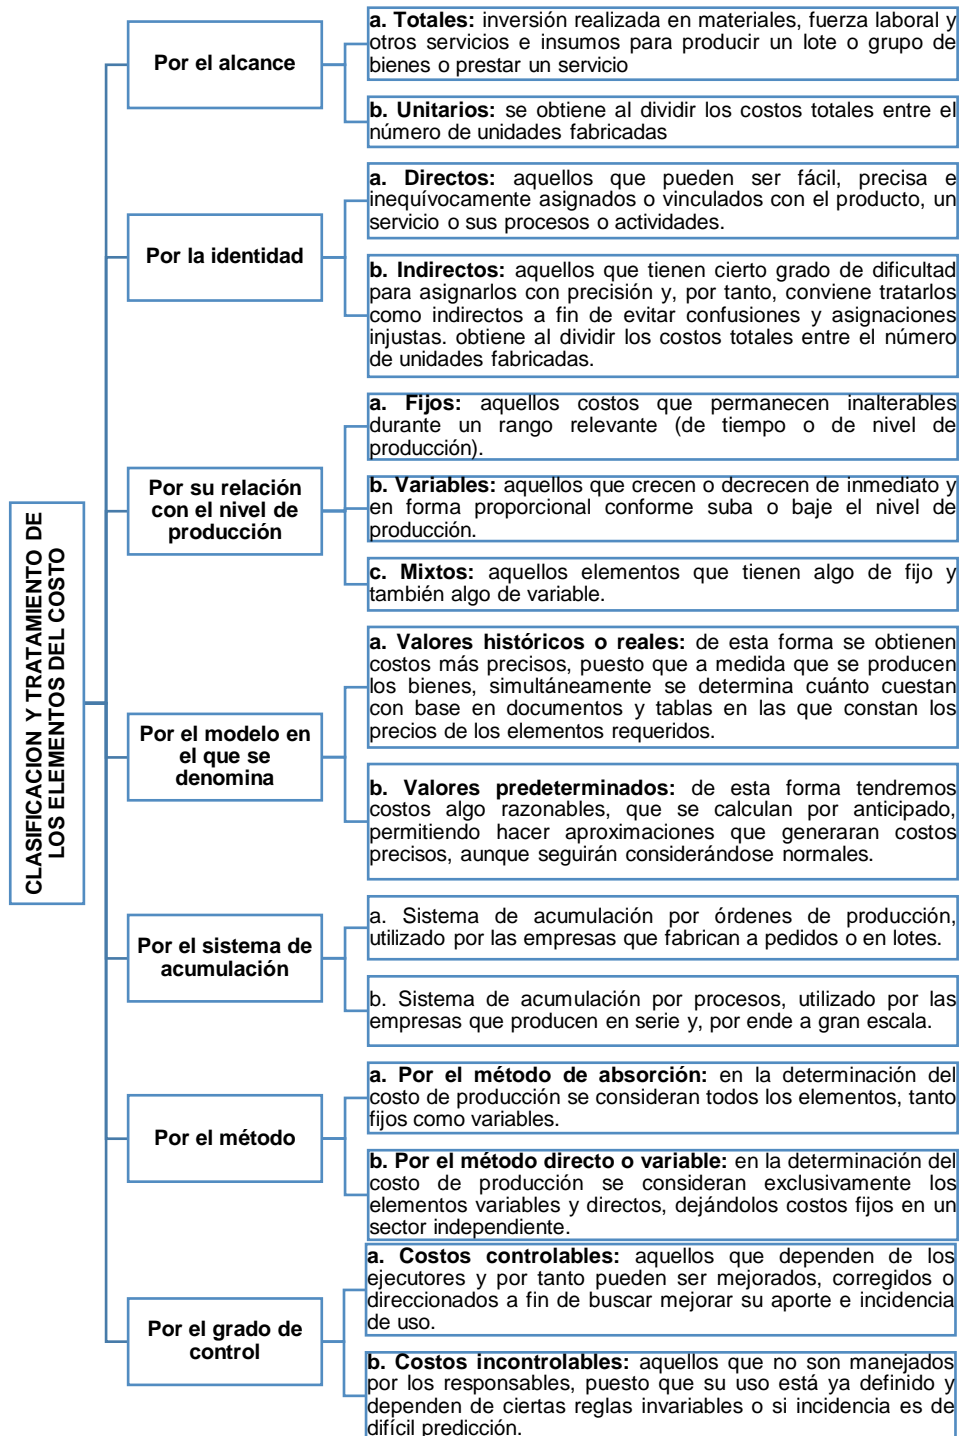 CLASIFICACION Y TRATAMIENTO DE
LOS ELEMENTOS DEL COSTO
Por el alcance
a. Totales: inversión realizada en materiales, fuerza laboral y
otros servicios e insumos para producir un lote o grupo de
bienes o prestar un servicio
b. Unitarios: se obtiene al dividir los costos totales entre el
número de unidades fabricadas
Por la identidad
a. Directos: aquellos que pueden ser fácil, precisa e
inequívocamente asignados o vinculados con el producto, un
servicio o sus procesos o actividades.
b. Indirectos: aquellos que tienen cierto grado de dificultad
para asignarlos con precisión y, por tanto, conviene tratarlos
como indirectos a fin de evitar confusiones y asignaciones
injustas. obtiene al dividir los costos totales entre el número
de unidades fabricadas.
Por su relación
con el nivel de
producción
a. Fijos: aquellos costos que permanecen inalterables
durante un rango relevante (de tiempo o de nivel de
producción).
b. Variables: aquellos que crecen o decrecen de inmediato y
en forma proporcional conforme suba o baje el nivel de
producción.
c. Mixtos: aquellos elementos que tienen algo de fijo y
también algo de variable.
Por el modelo en
el que se
denomina
a. Valores históricos o reales: de esta forma se obtienen
costos más precisos, puesto que a medida que se producen
los bienes, simultáneamente se determina cuánto cuestan
con base en documentos y tablas en las que constan los
precios de los elementos requeridos.
b. Valores predeterminados: de esta forma tendremos
costos algo razonables, que se calculan por anticipado,
permitiendo hacer aproximaciones que generaran costos
precisos, aunque seguirán considerándose normales.
Por el sistema de
acumulación
a. Sistema de acumulación por órdenes de producción,
utilizado por las empresas que fabrican a pedidos o en lotes.
b. Sistema de acumulación por procesos, utilizado por las
empresas que producen en serie y, por ende a gran escala.
Por el método
a. Por el método de absorción: en la determinación del
costo de producción se consideran todos los elementos, tanto
fijos como variables.
b. Por el método directo o variable: en la determinación del
costo de producción se consideran exclusivamente los
elementos variables y directos, dejándolos costos fijos en un
sector independiente.
Por el grado de
control
a. Costos controlables: aquellos que dependen de los
ejecutores y por tanto pueden ser mejorados, corregidos o
direccionados a fin de buscar mejorar su aporte e incidencia
de uso.
b. Costos incontrolables: aquellos que no son manejados
por los responsables, puesto que su uso está ya definido y
dependen de ciertas reglas invariables o si incidencia es de
difícil predicción.